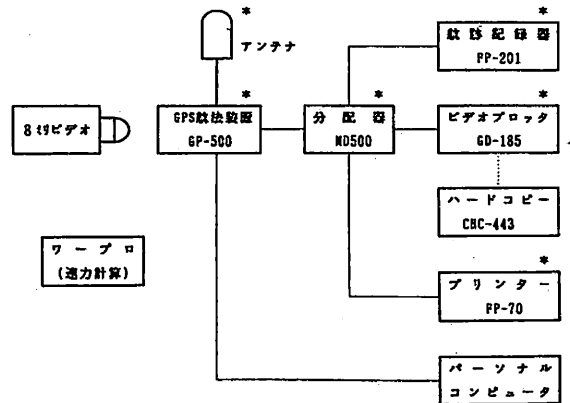 *
アンテナ
*
航跡記録器
FP-201
8ミリビデオ
*
GPS航法装置
GP-500
*
分配器
MD500
*
ビデオプロッタ
GD-185
ハードコピー
CHC-443
ワープロ
(速力計算)
*
プリンター
PP-70
パーソナル
コンピュータ